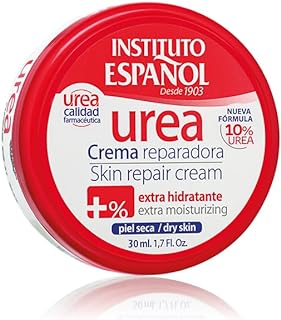 INSTITUTO
ESPAÑOL
Desde 1903
urea
calidad
farmacéutica
urea
NUEVA
FÓRMULA
10%
UREA
Crema reparadora
Skin repair cream
+%
extra hidratante
extra moisturizing
piel seca / dry skin
30 ml. 1,7 Fl. Oz.